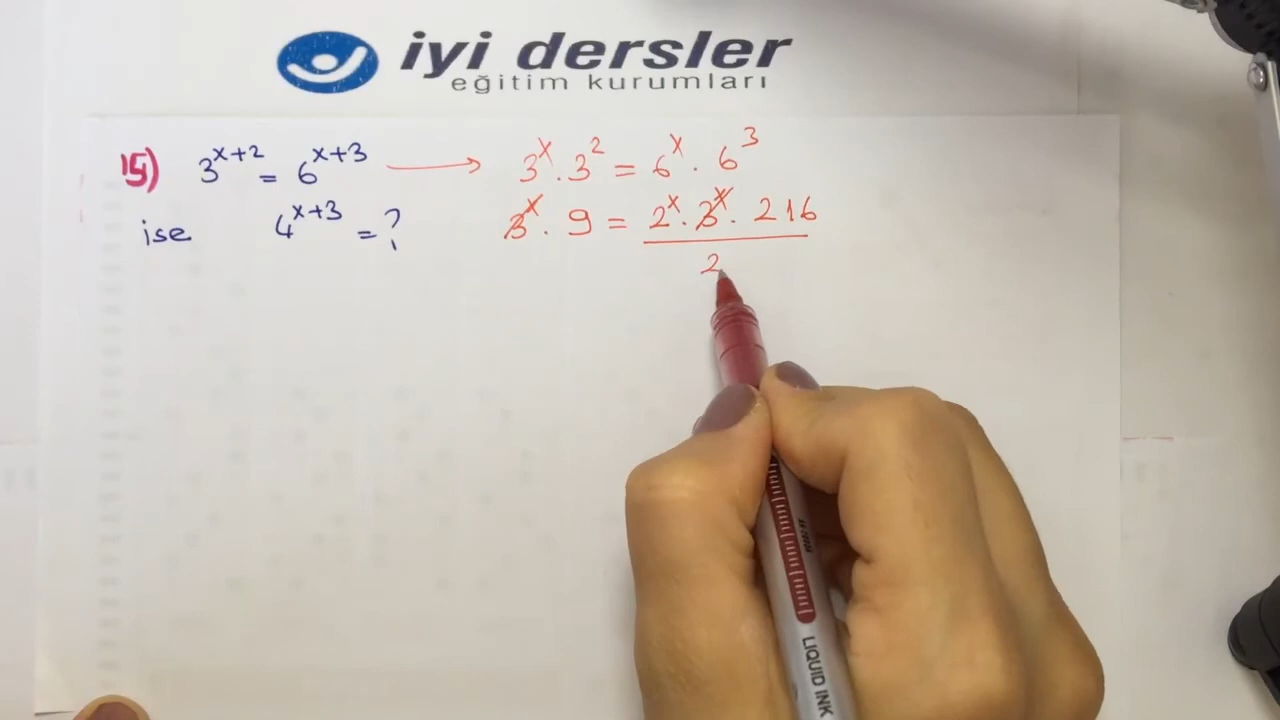 iyi dersler
eğitim kurumları
15) 3^{x+2} = 6^{x+3} → 3^x . 3^2 = 6^x . 6^3
ise 4^{x+3} = ? 3^x . 9 = 2^x . 3^x . 216
2
LIQUID INK